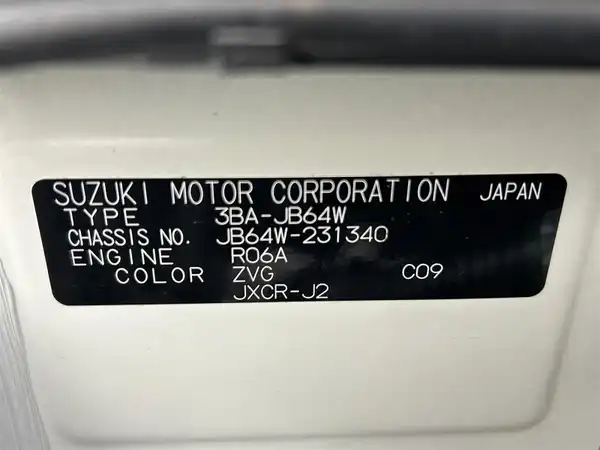 SUZUKI MOTOR CORPORATION JAPAN
TYPE 3BA-JB64W
CHASSIS NO. JB64W-231340
ENGINE R06A
COLOR ZVG C09
JXCR-J2